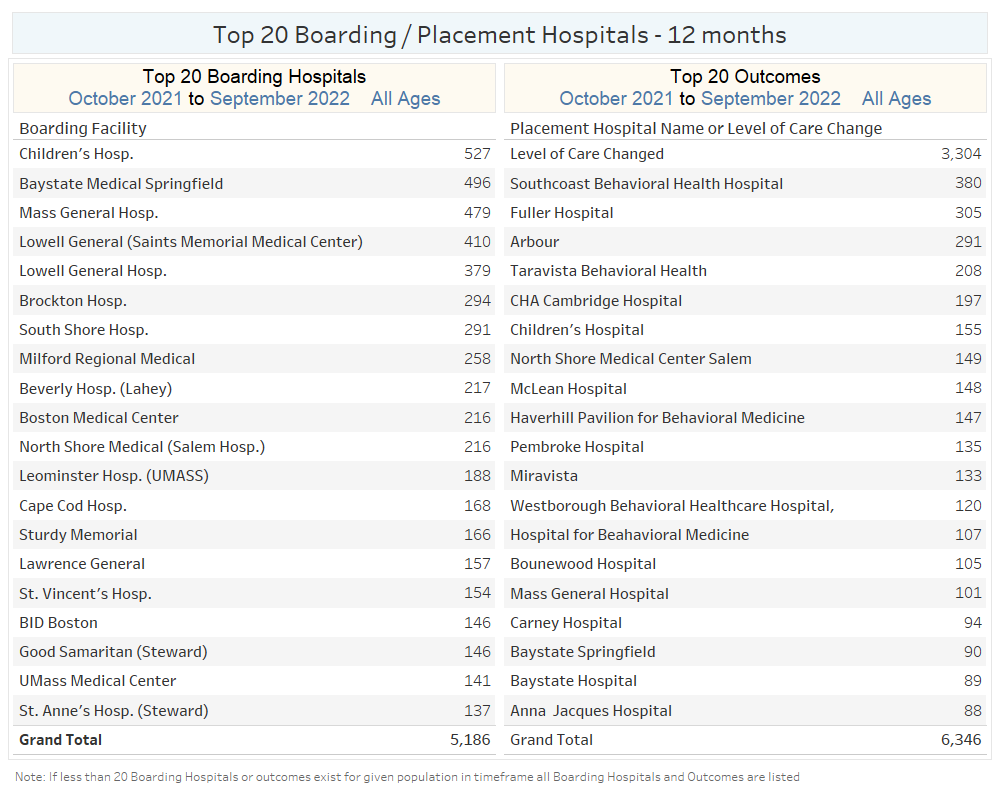 Top 20 Boarding / Placement Hospitals - 12 months
Top 20 Boarding Hospitals
October 2021 to September 2022 All Ages
Boarding Facility
Children's Hosp. 527
Baystate Medical Springfield 496
Mass General Hosp. 479
Lowell General (Saints Memorial Medical Center) 410
Lowell General Hosp. 379
Brockton Hosp. 294
South Shore Hosp. 291
Milford Regional Medical 258
Beverly Hosp. (Lahey) 217
Boston Medical Center 216
North Shore Medical (Salem Hosp.) 216
Leominster Hosp. (UMASS) 188
Cape Cod Hosp. 168
Sturdy Memorial 166
Lawrence General 157
St. Vincent's Hosp. 154
BID Boston 146
Good Samaritan (Steward) 146
UMass Medical Center 141
St. Anne's Hosp. (Steward) 137
Grand Total 5,186
Top 20 Outcomes
October 2021 to September 2022 All Ages
Placement Hospital Name or Level of Care Change
Level of Care Changed 3,304
Southcoast Behavioral Health Hospital 380
Fuller Hospital 305
Arbour 291
Taravista Behavioral Health 208
CHA Cambridge Hospital 197
Children's Hospital 155
North Shore Medical Center Salem 149
McLean Hospital 148
Haverhill Pavilion for Behavioral Medicine 147
Pembroke Hospital 135
Miravista 133
Westborough Behavioral Healthcare Hospital, 120
Hospital for Beahavioral Medicine 107
Bounewood Hospital 105
Mass General Hospital 101
Carney Hospital 94
Baystate Springfield 90
Baystate Hospital 89
Anna  Jacques Hospital 88
Grand Total 6,346
Note: If less than 20 Boarding Hospitals or outcomes exist for given population in timeframe all Boarding Hospitals and Outcomes are listed